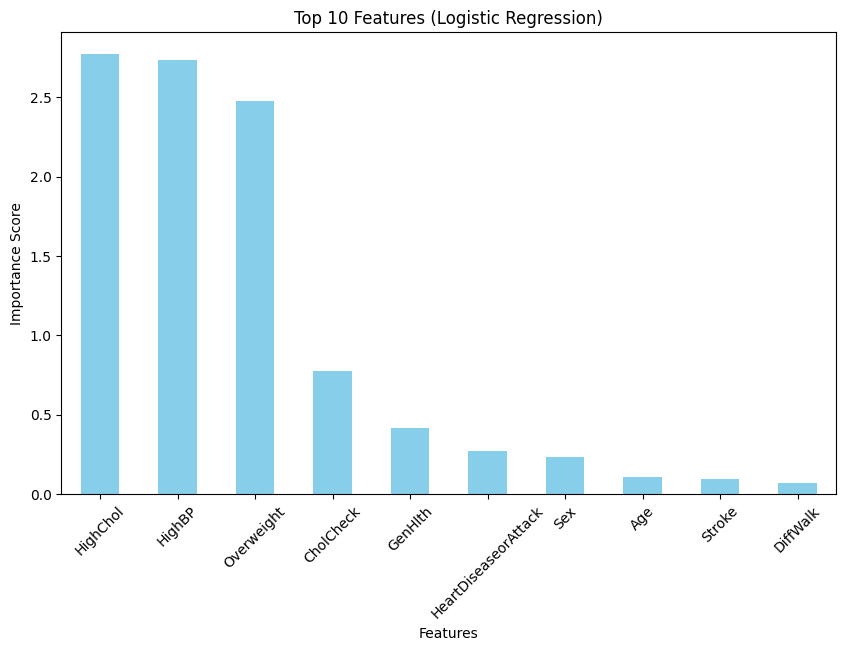 Top 10 Features (Logistic Regression)
Importance Score
2.5
2.0
1.5
1.0
0.5
0.0
HighChol
HighBP
Overweight
CholCheck
GenHlth
HeartDiseaseorAttack
Sex
Age
Stroke
DiffWalk
Features